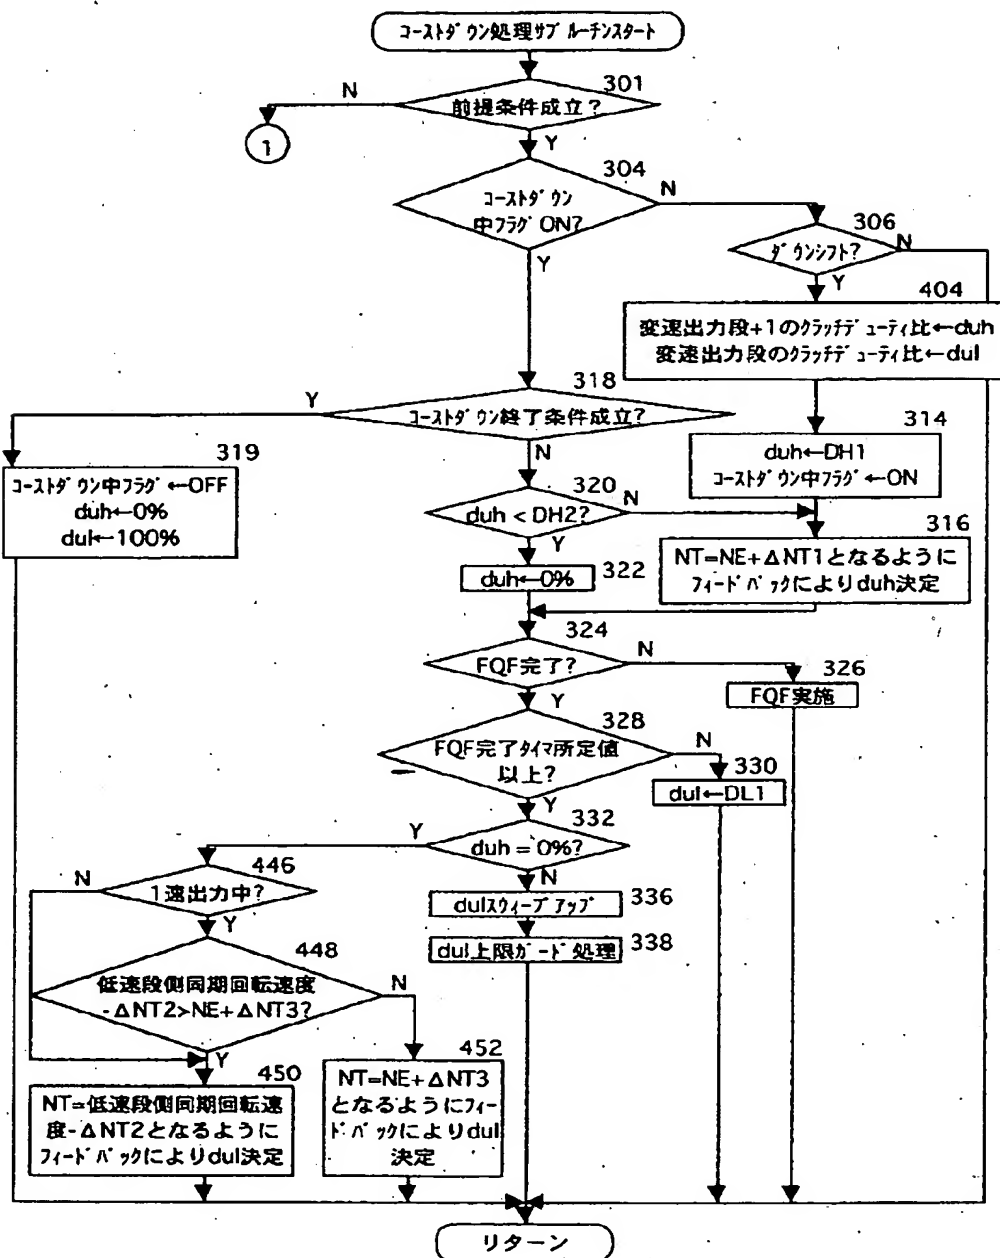 コーストダウン処理サブルーチンスタート
301
N
前提条件成立？
1
Y
304
コーストダウン
中フラグON？
N
Y
306
ダウンシフト？
N
Y
404
変速出力段+1のクラッチデューティ比←duh
変速出力段のクラッチデューティ比←dul
318
Y
コーストダウン終了条件成立？
N
314
duh←DH1
コーストダウン中フラグ←ON
319
コーストダウン中フラグ←OFF
duh←0%
dul←100%
320
duh < DH2?
N
Y
316
NT=NE+ΔNT1となるように
フィードバックによりduh決定
duh←0%
322
324
FQF完了？
N
Y
326
FQF実施
328
FQF完了タイマ所定値
以上？
N
Y
330
dul←DL1
332
Y
duh = 0%?
N
446
N
1速出力中？
Y
dulスウィープアップ
336
dul上限ガード処理
338
448
低速段側同期回転速度
-ΔNT2>NE+ΔNT3?
N
Y
450
NT=低速段側同期回転速
度-ΔNT2となるように
フィードバックによりdul決定
452
NT=NE+ΔNT3
となるようにフィー
ドバックによりdul
決定
リターン